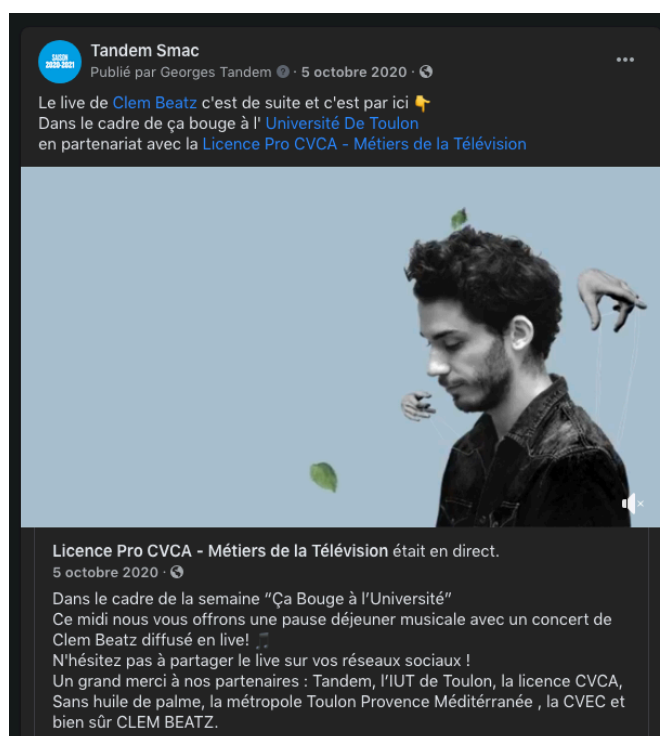 SAISON
2020-2021
Tandem Smac
Publié par Georges Tandem · 5 octobre 2020 ·
Le live de Clem Beatz c'est de suite et c'est par ici 👇
Dans le cadre de ça bouge à l' Université De Toulon
en partenariat avec la Licence Pro CVCA - Métiers de la Télévision
Licence Pro CVCA - Métiers de la Télévision était en direct.
5 octobre 2020 ·
Dans le cadre de la semaine “Ça Bouge à l’Université”
Ce midi nous vous offrons une pause déjeuner musicale avec un concert de
Clem Beatz diffusé en live! 🎵
N'hésitez pas à partager le live sur vos réseaux sociaux !
Un grand merci à nos partenaires : Tandem, l’IUT de Toulon, la licence CVCA,
Sans huile de palme, la métropole Toulon Provence Méditérranée , la CVEC et
bien sûr CLEM BEATZ.